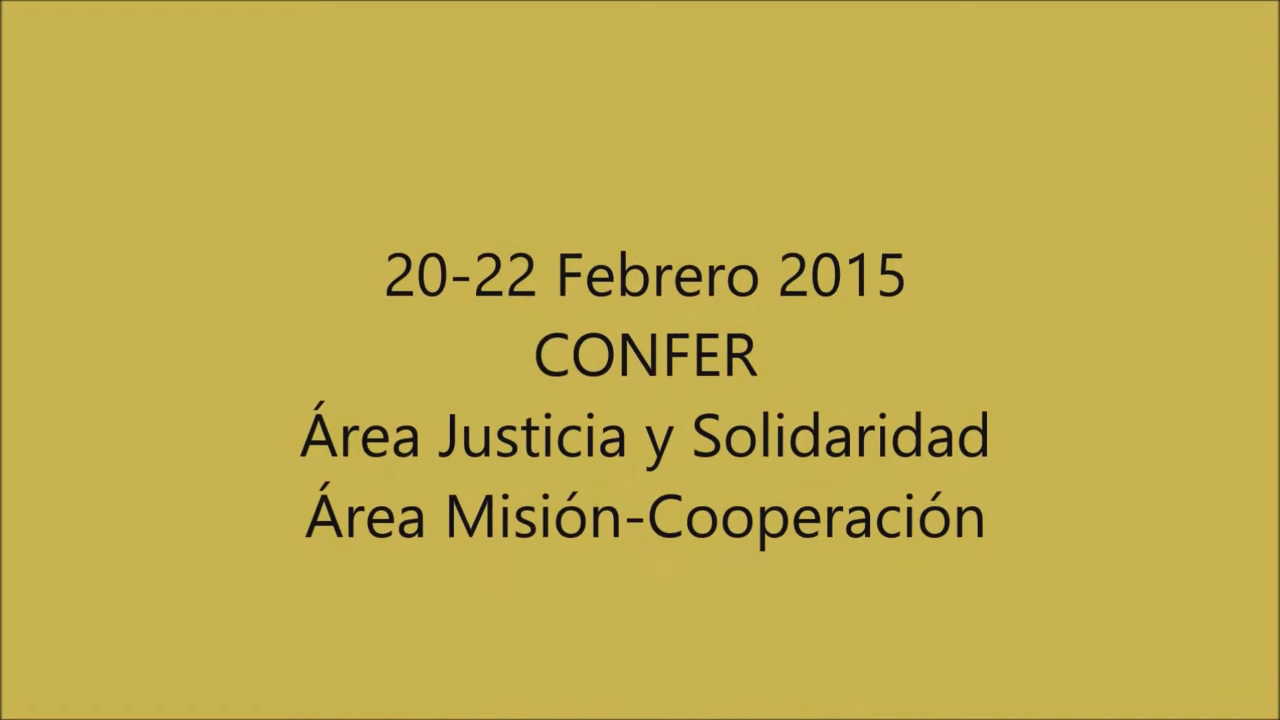 20-22 Febrero 2015
CONFER
Área Justicia y Solidaridad
Área Misión-Cooperación